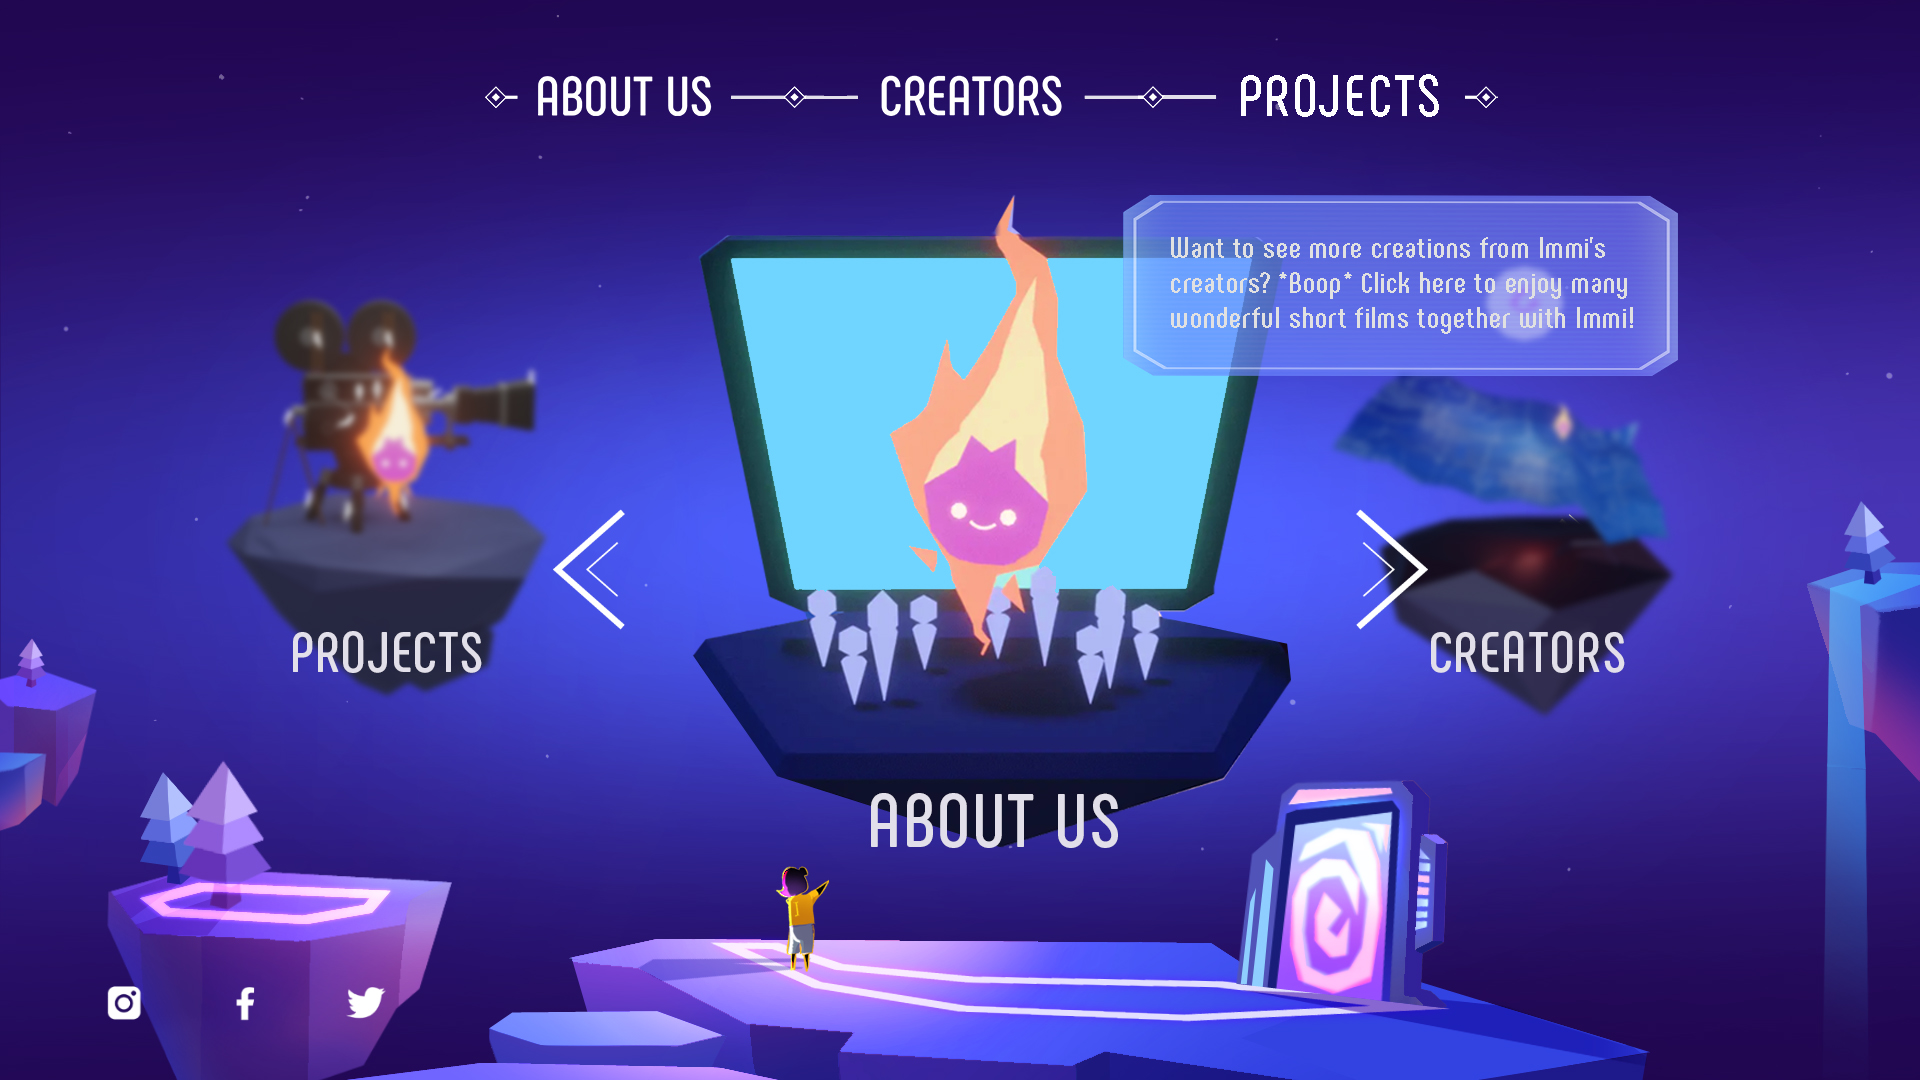 ABOUT US
CREATORS
PROJECTS
Want to see more creations from Immi's
creators? *Boop* Click here to enjoy many
wonderful short films together with Immi!
PROJECTS
CREATORS
ABOUT US